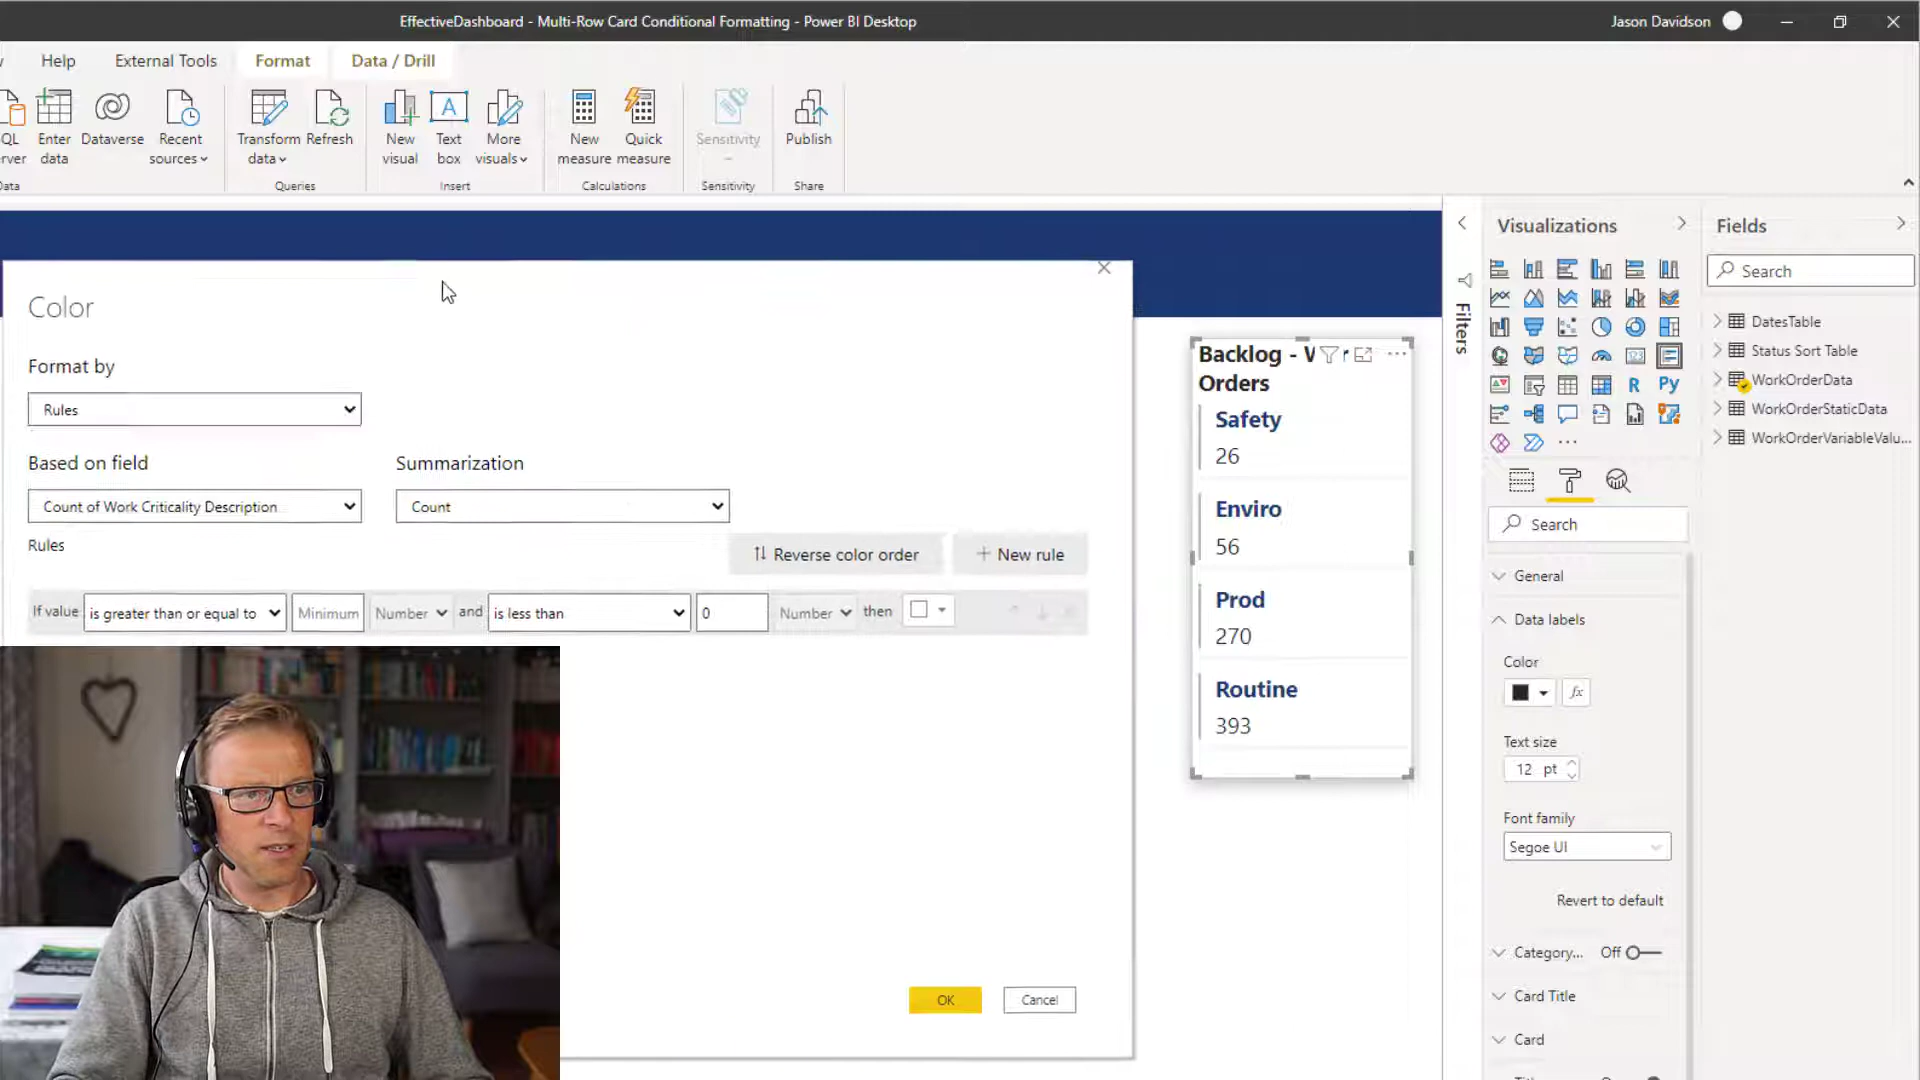 EffectiveDashboard - Multi-Row Card Conditional Formatting - Power BI Desktop
Jason Davidson
Help
External Tools
Format
Data / Drill
Enter
data
Dataverse
Recent
sources
Transform
data
Refresh
New
visual
Text
box
More
visuals
New
measure
Quick
measure
Sensitivity
Publish
Queries
Insert
Calculations
Sensitivity
Share
Color
Format by
Rules
Based on field
Summarization
Count of Work Criticality Description
Count
Rules
Reverse color order
New rule
If value
is greater than or equal to
Minimum
Number
and
is less than
0
Number
then
OK
Cancel
Backlog -
Orders
Safety
26
Enviro
56
Prod
270
Routine
393
Filters
Visualizations
R
Py
Search
General
Data labels
Color
fx
Text size
12 pt
Font family
Segoe UI
Revert to default
Category...
Off
Card Title
Card
Fields
Search
DatesTable
Status Sort Table
WorkOrderData
WorkOrderStaticData
WorkOrderVariableValu...